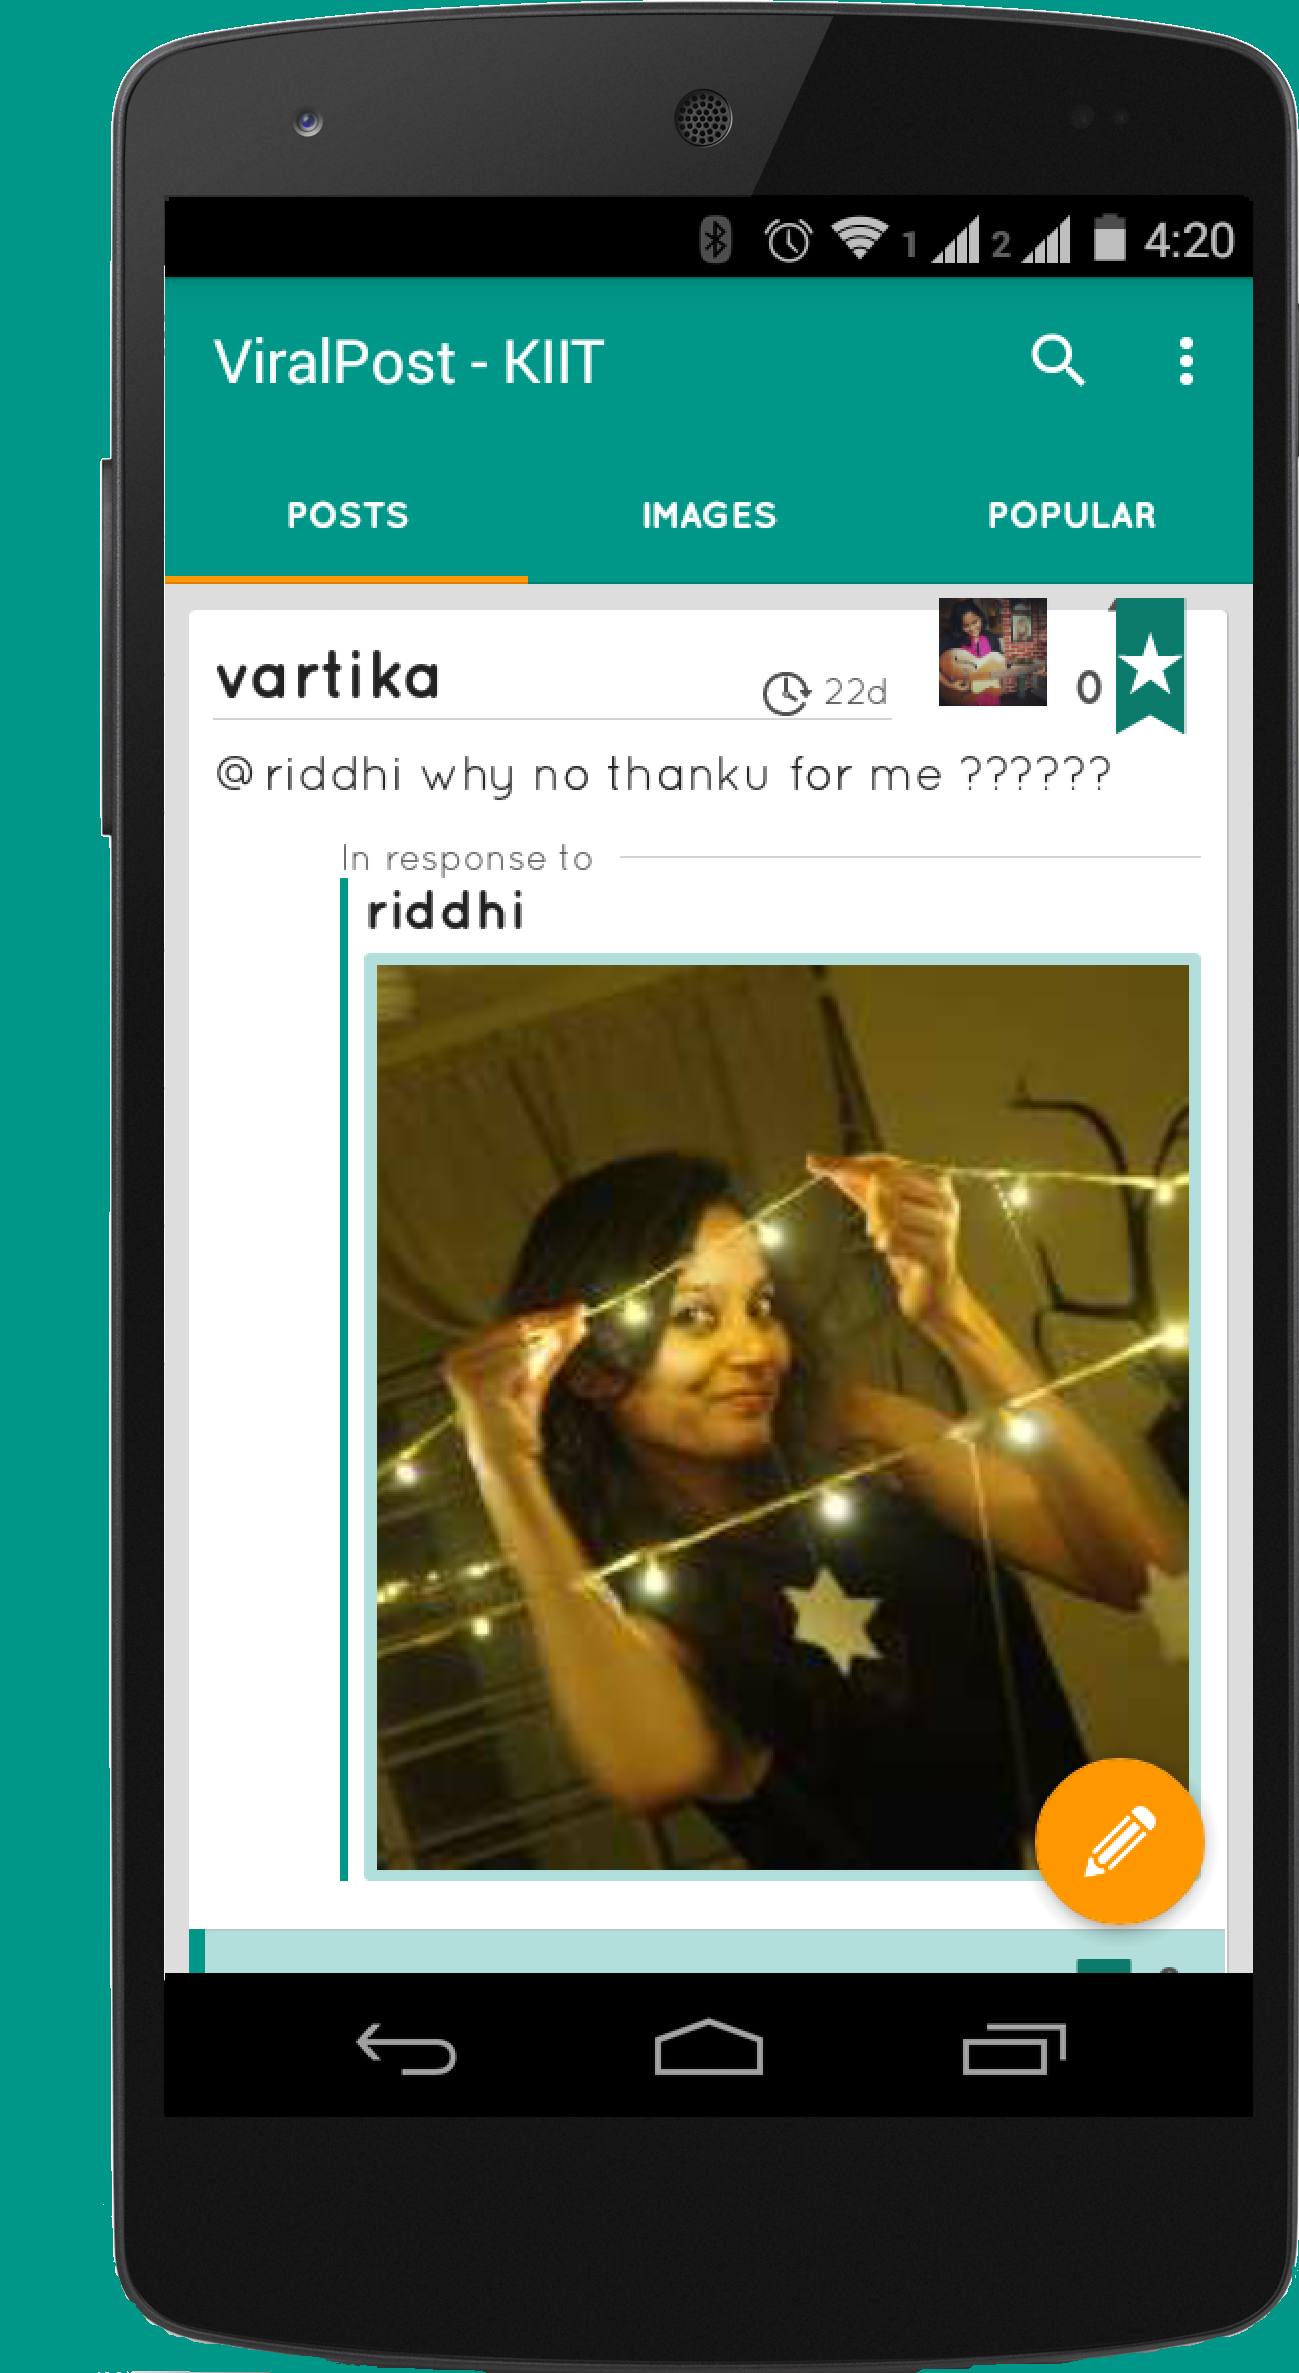 1 2 4:20
ViralPost - KIIT
POSTS IMAGES POPULAR
vartika 22d 0
@riddhi why no thanku for me ??????
In response to
riddhi